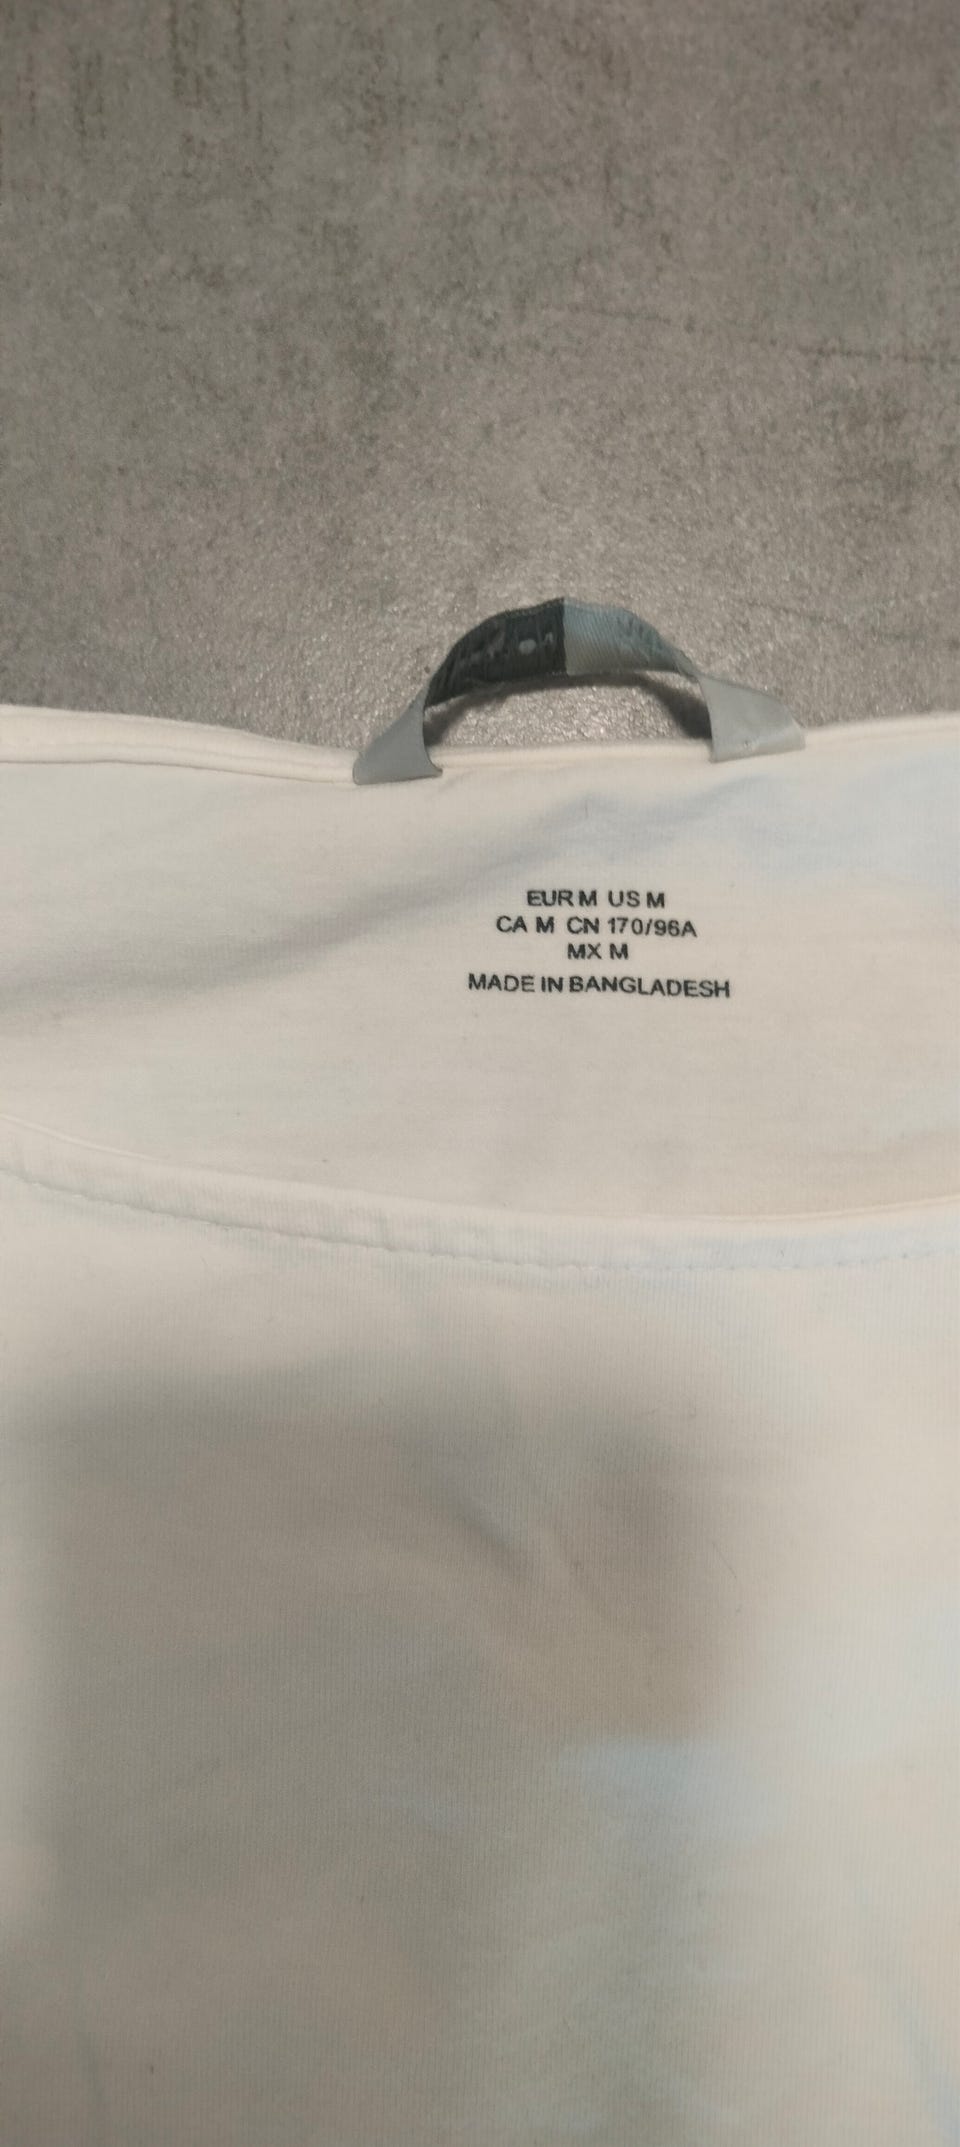 EUR M US M
CA M CN 170/96A
MX M
MADE IN BANGLADESH